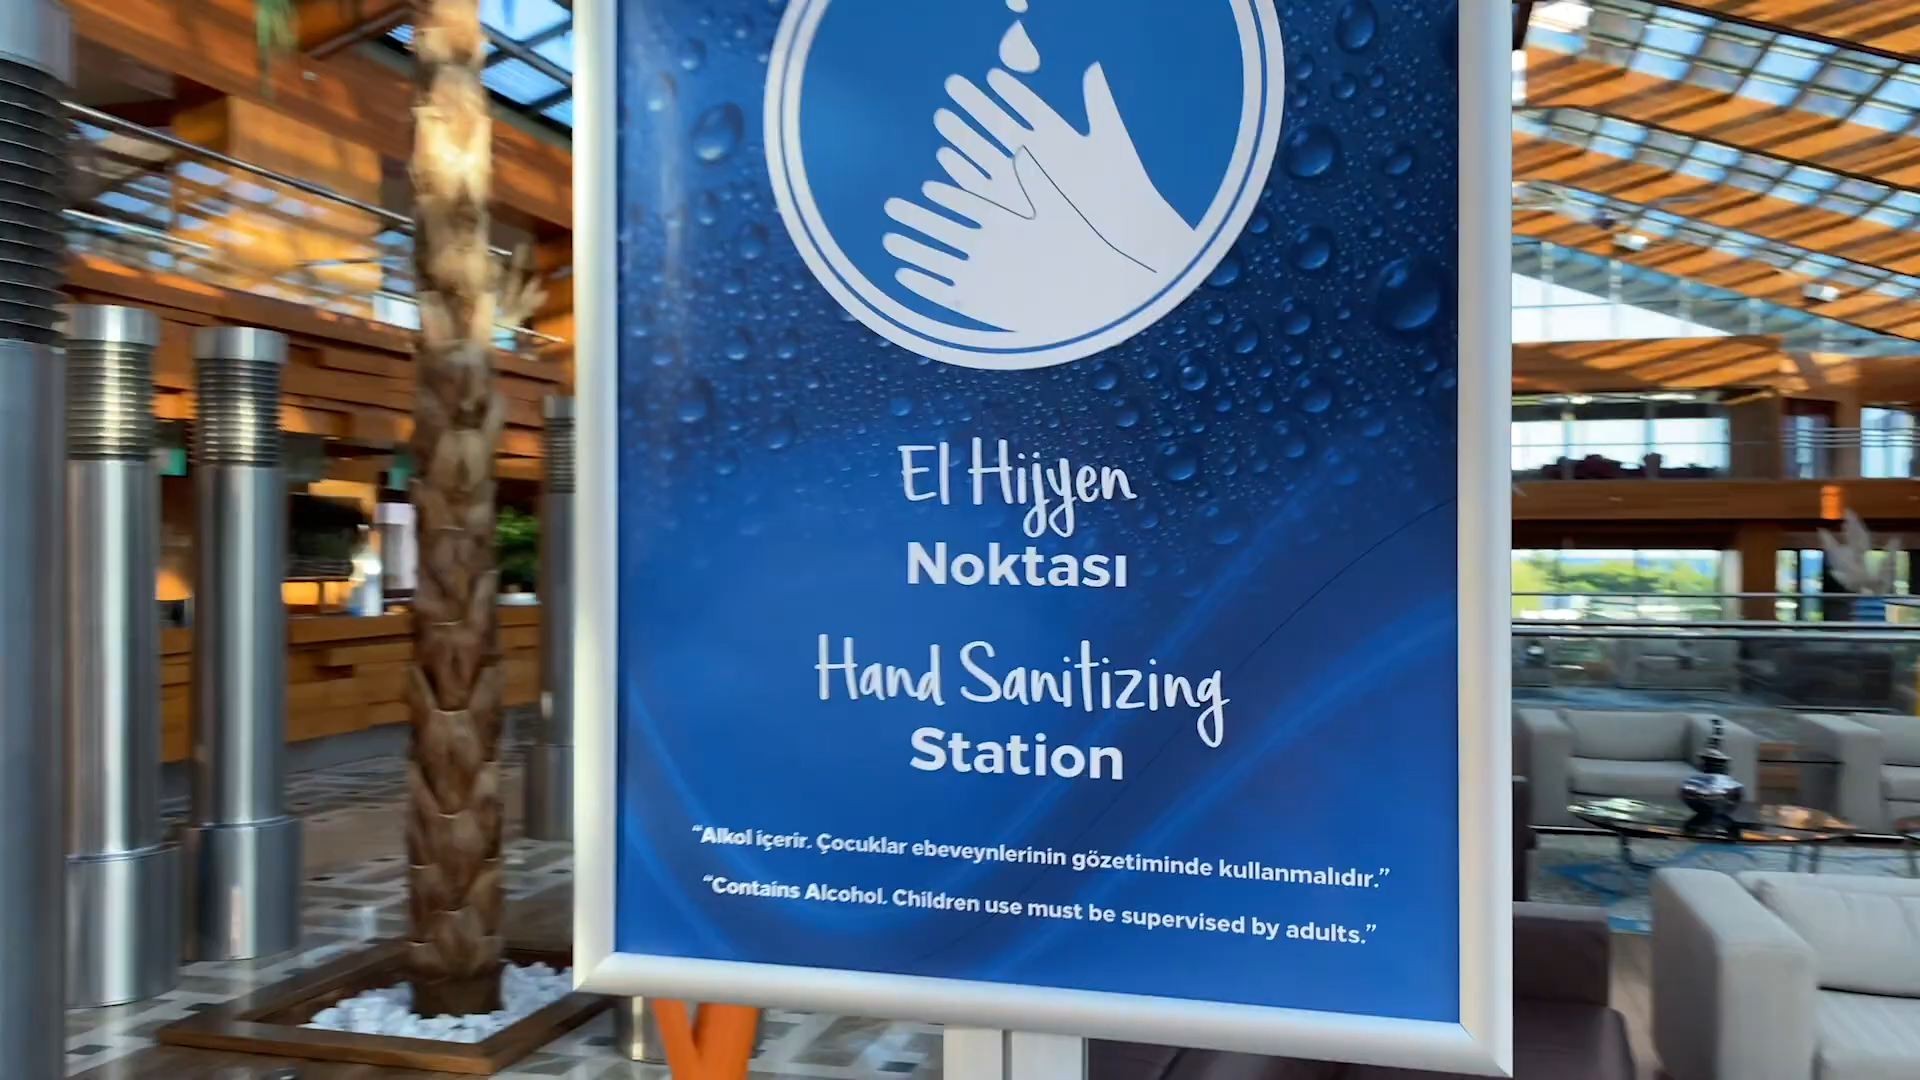 El Hijyen
Noktası
Hand Sanitizing
Station
“Alkol içerir. Çocuklar ebeveynlerinin gözetiminde kullanmalıdır.”
“Contains Alcohol. Children use must be supervised by adults.”